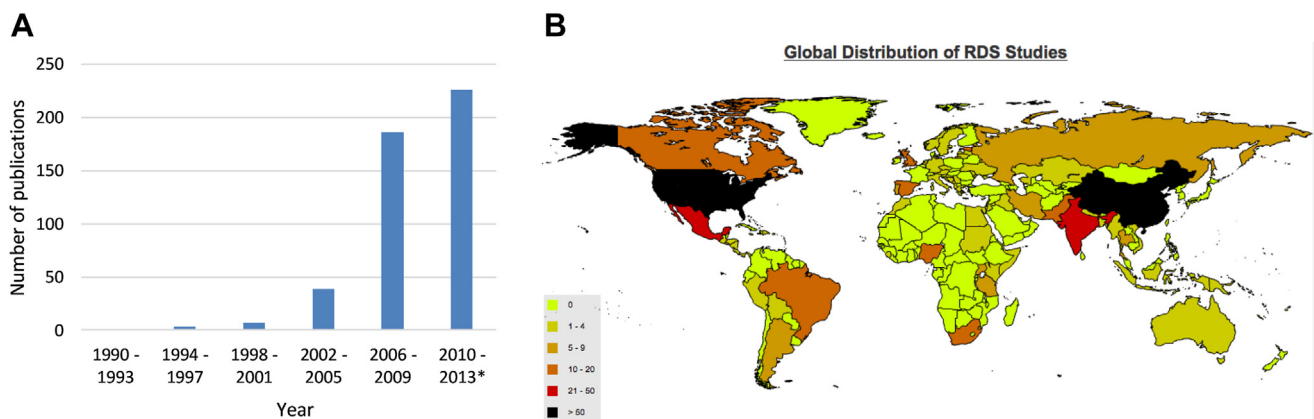 A
Number of publications
250
200
150
100
50
0
1990 -
1993
1994 -
1997
1998 -
2001
2002 -
2005
2006 -
2009
2010 -
2013*
Year
B
Global Distribution of RDS Studies
0
1 - 4
5 - 9
10 - 20
21 - 50
> 50